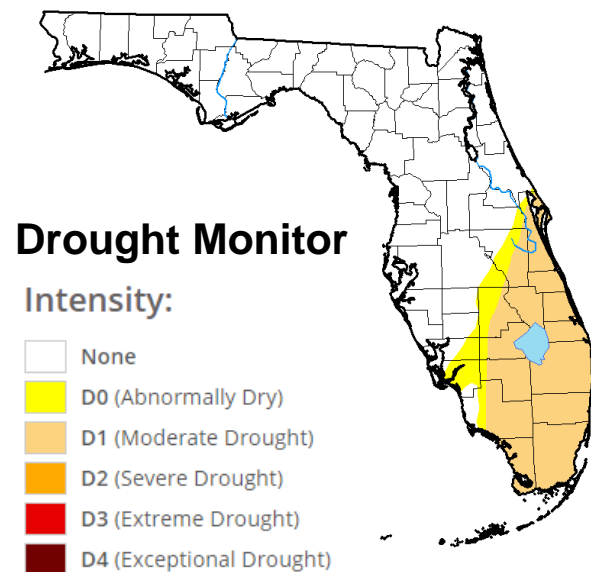 Drought Monitor
Intensity:
None
D0 (Abnormally Dry)
D1 (Moderate Drought)
D2 (Severe Drought)
D3 (Extreme Drought)
D4 (Exceptional Drought)